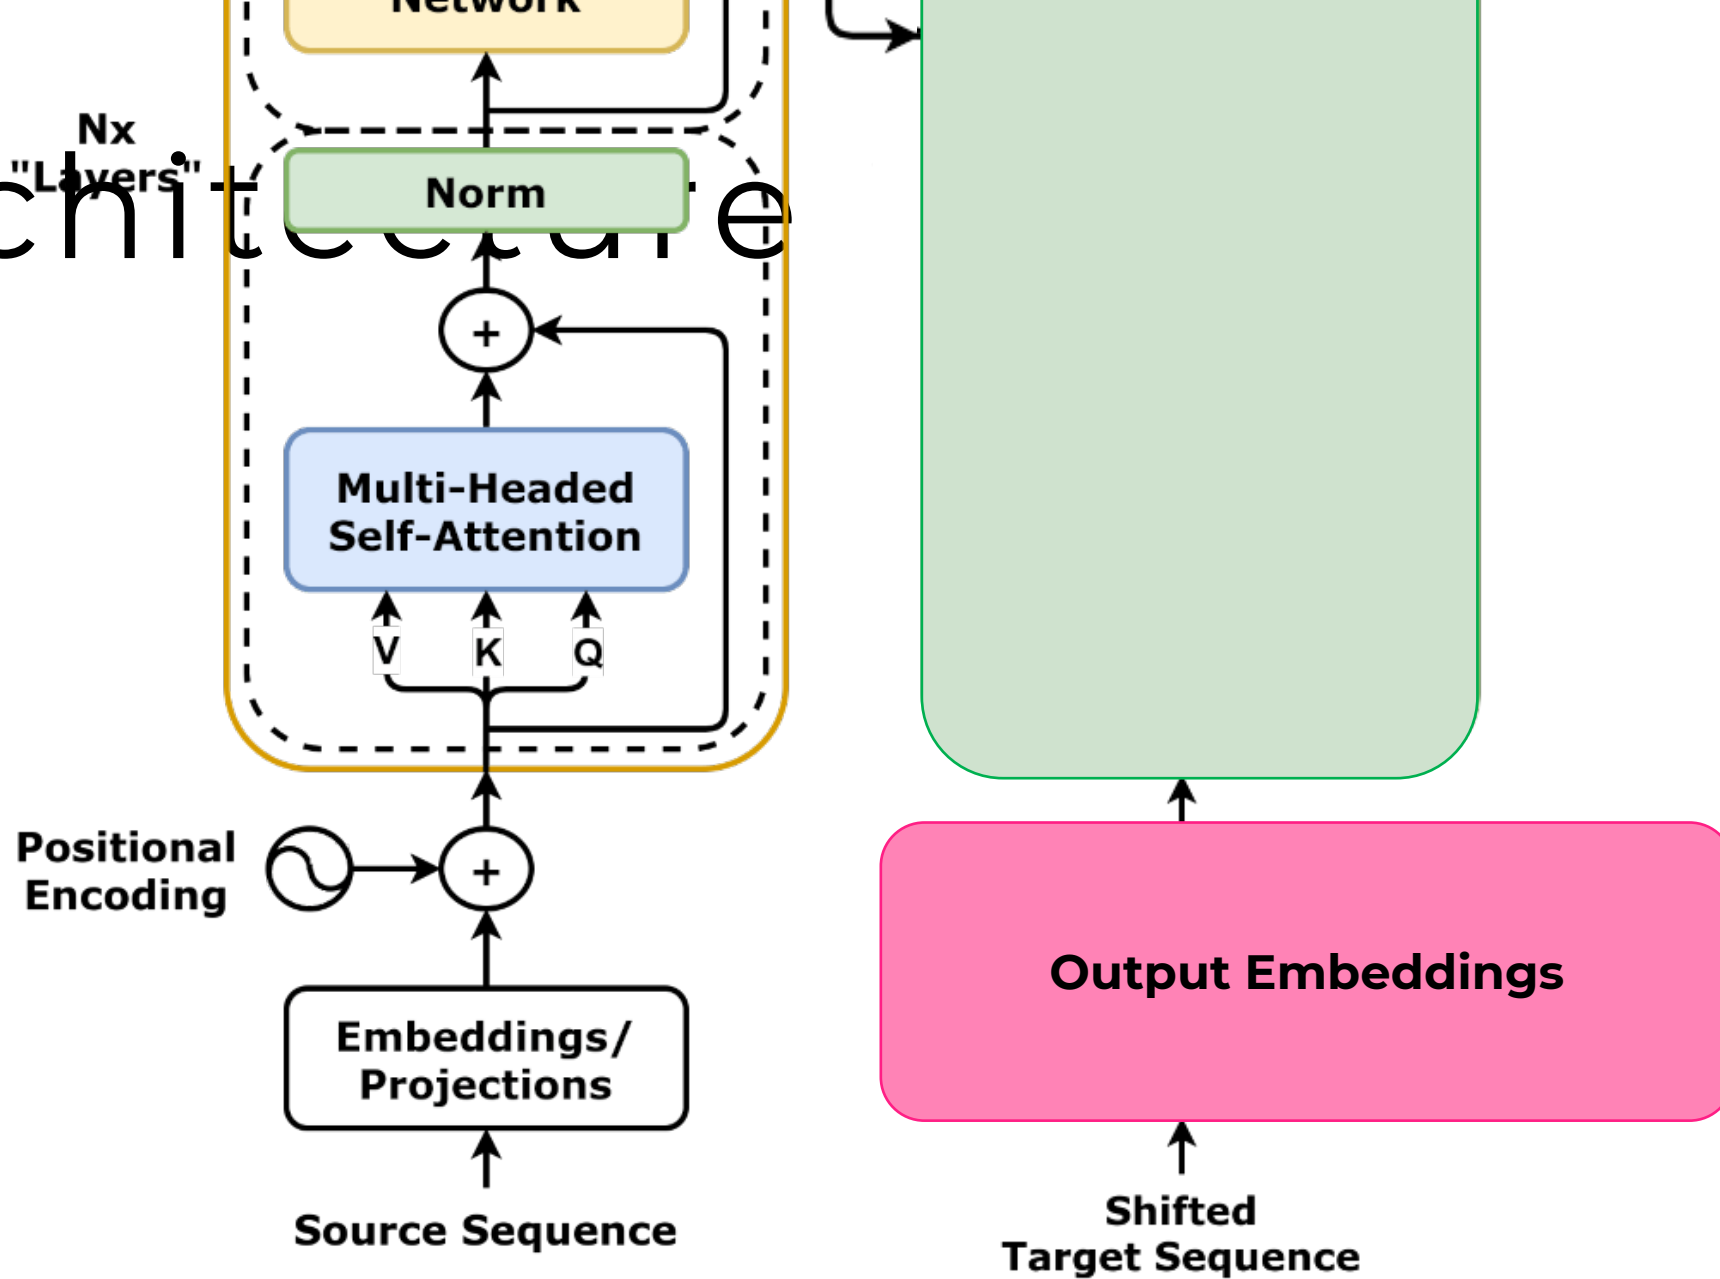 Network
Nx
"Layers"
chitecture
Norm
+
Multi-Headed
Self-Attention
V K Q
Positional
Encoding
+
Embeddings/
Projections
Source Sequence
Output Embeddings
Shifted
Target Sequence